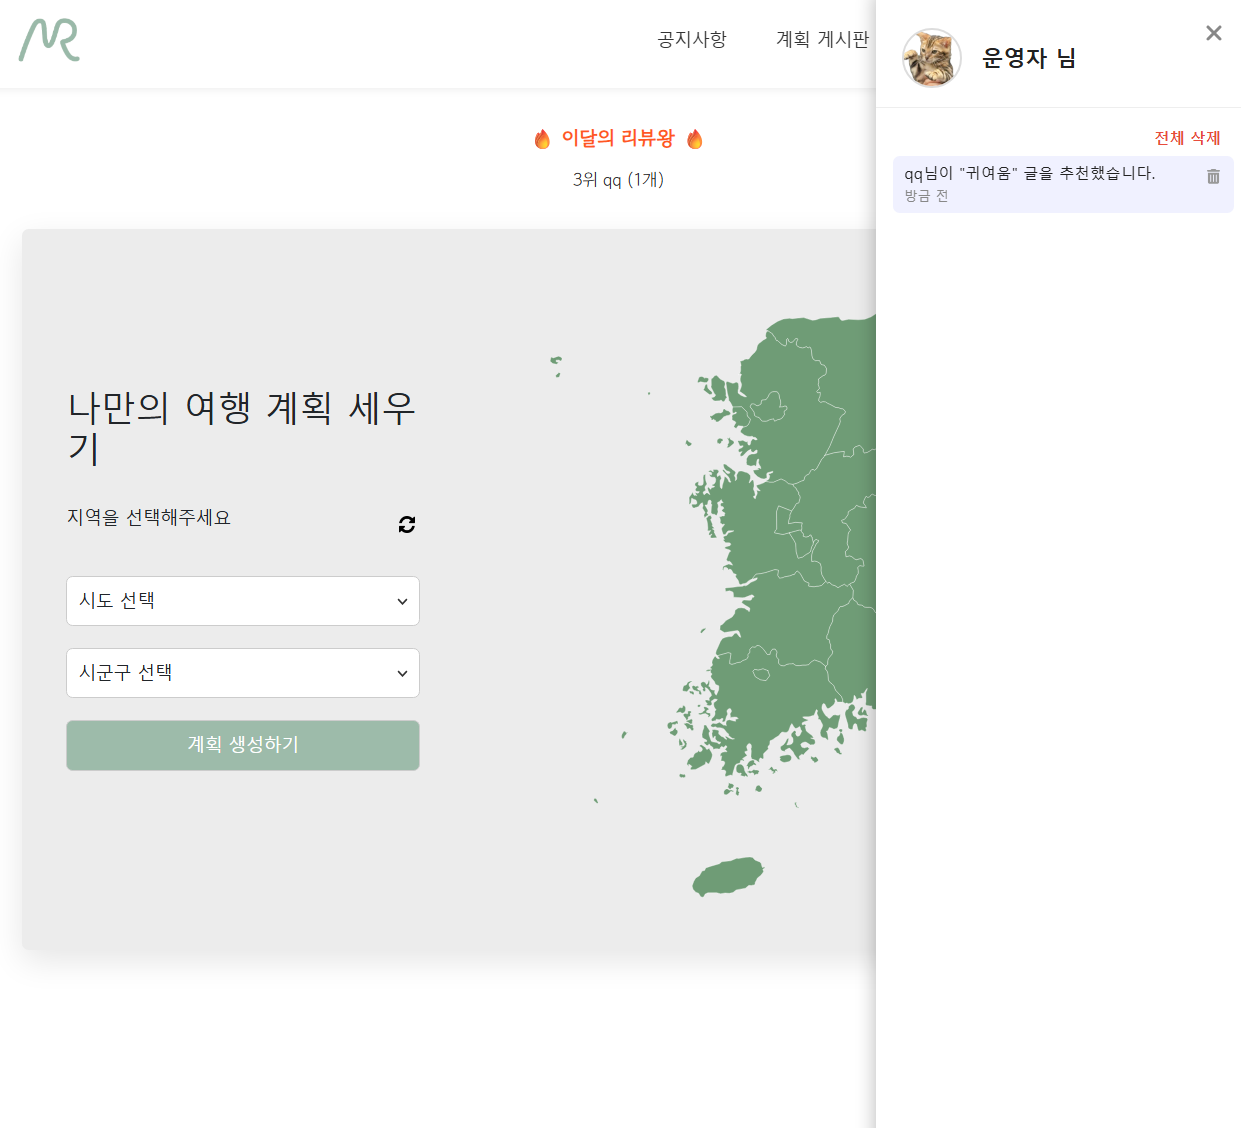 NR
공지사항
계획 게시판
운영자 님
이달의 리뷰왕
3위 qq (1개)
전체 삭제
qq님이 "귀여움" 글을 추천했습니다.
방금 전
나만의 여행 계획 세우
기
지역을 선택해주세요
시도 선택
시군구 선택
계획 생성하기